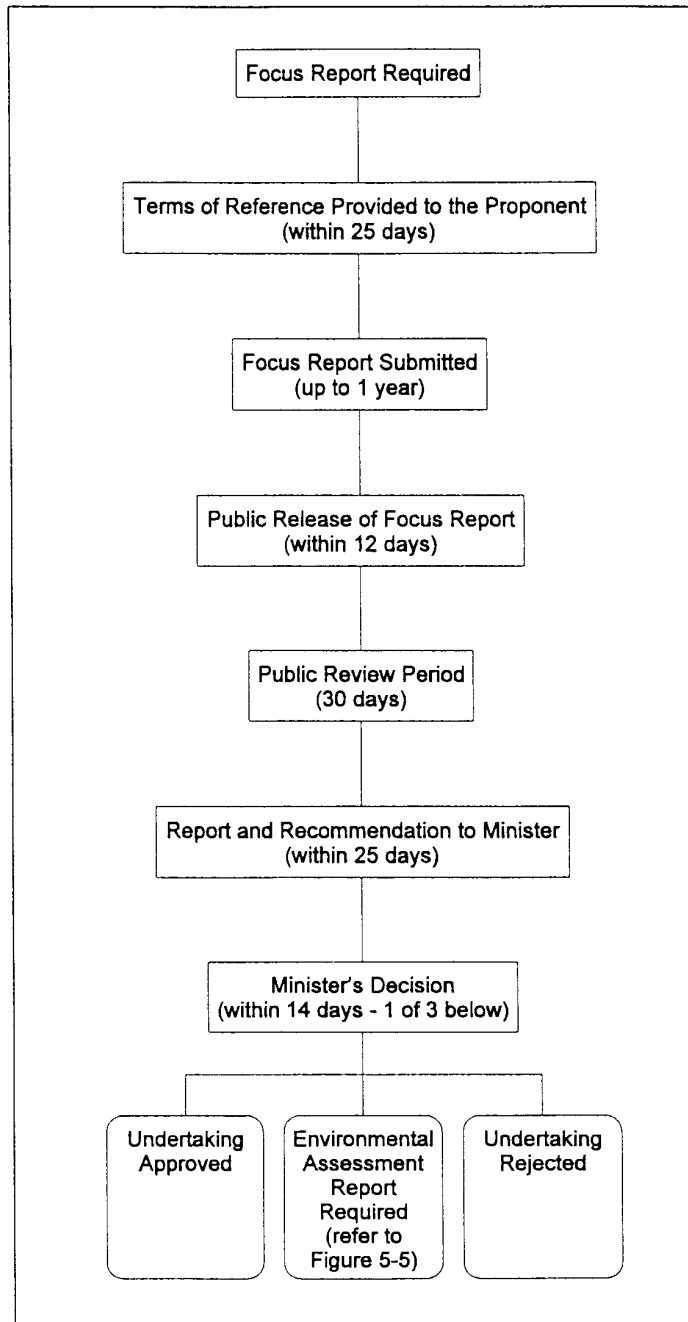 Focus Report Required
Terms of Reference Provided to the Proponent
(within 25 days)
Focus Report Submitted
(up to 1 year)
Public Release of Focus Report
(within 12 days)
Public Review Period
(30 days)
Report and Recommendation to Minister
(within 25 days)
Minister's Decision
(within 14 days - 1 of 3 below)
Undertaking
Approved
Environmental
Assessment
Report
Required
(refer to
Figure 5-5)
Undertaking
Rejected